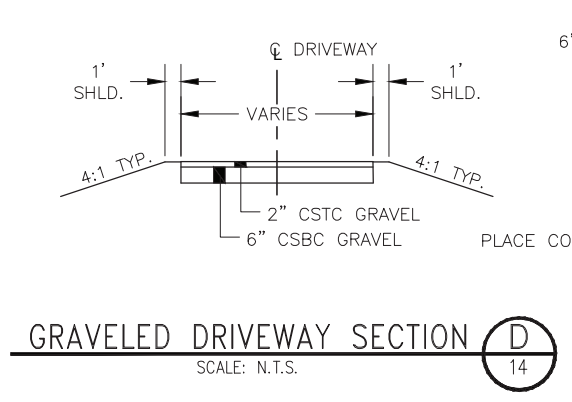 6'
℄ DRIVEWAY
1'
SHLD.
1'
SHLD.
VARIES
4:1 TYP.
4:1 TYP.
2" CSTC GRAVEL
6" CSBC GRAVEL
PLACE CO
GRAVELED DRIVEWAY SECTION
D
SCALE: N.T.S.
14